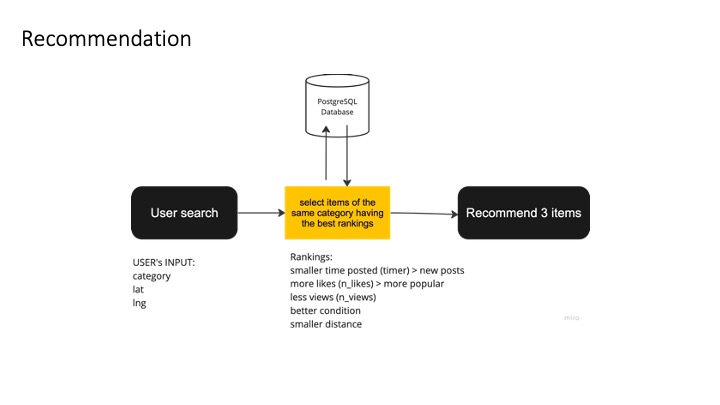 Recommendation
PostgreSQL
Database
User search
select items of the
same category having
the best rankings
Recommend 3 items
USER's INPUT:
category
lat
lng
Rankings:
smaller time posted (timer) > new posts
more likes (n_likes) > more popular
less views (n_views)
better condition
smaller distance
miro